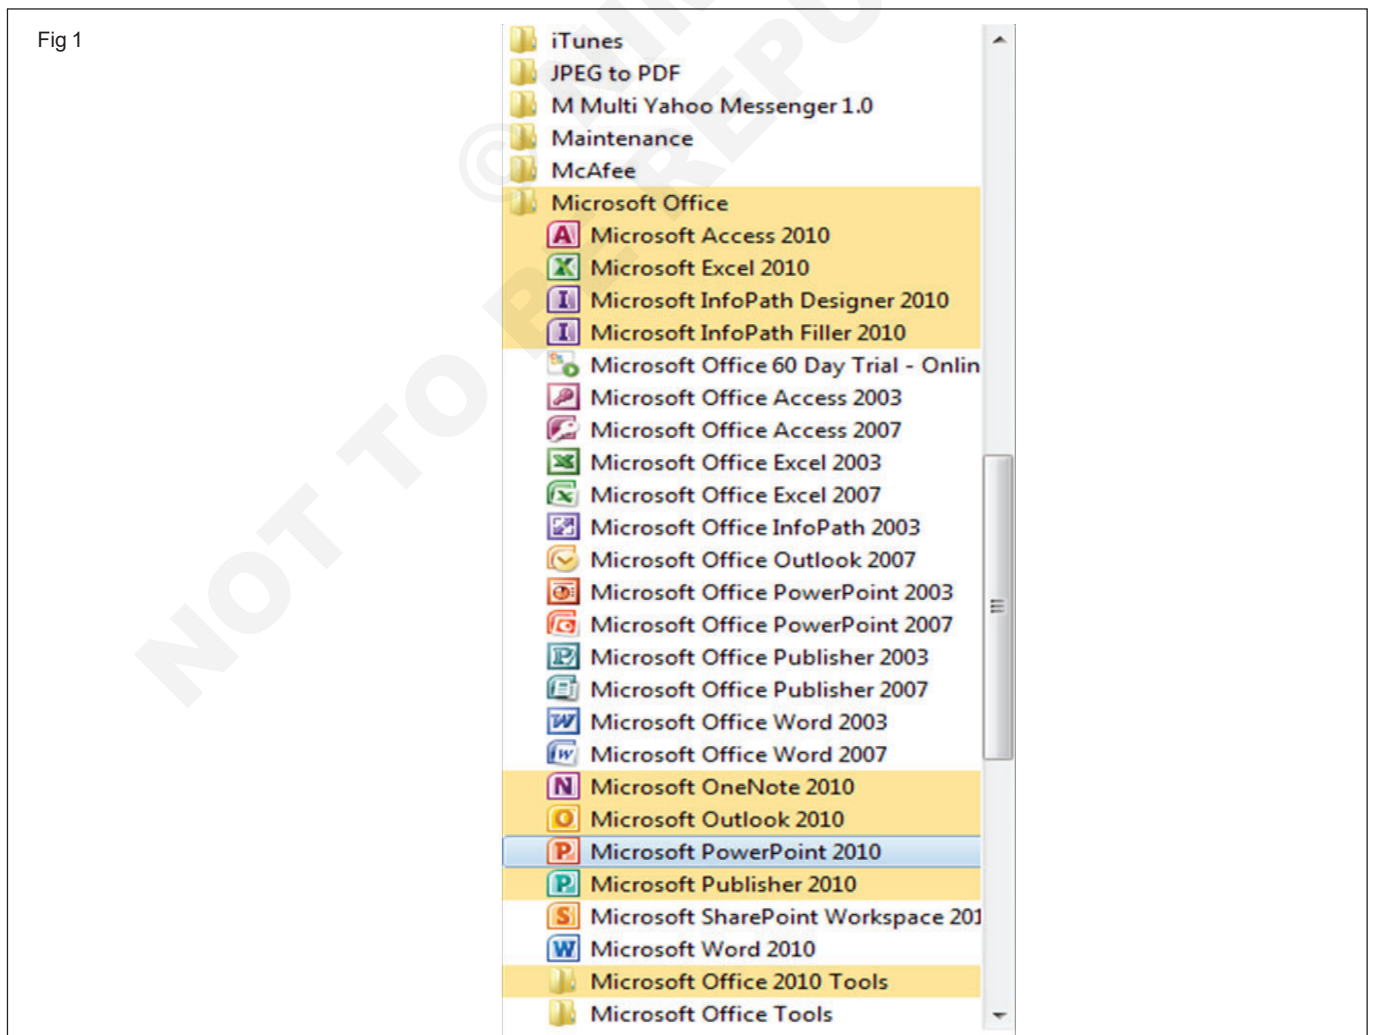 Fig 1
iTunes
JPEG to PDF
M Multi Yahoo Messenger 1.0
Maintenance
McAfee
Microsoft Office
Microsoft Access 2010
Microsoft Excel 2010
Microsoft InfoPath Designer 2010
Microsoft InfoPath Filler 2010
Microsoft Office 60 Day Trial - Onlin
Microsoft Office Access 2003
Microsoft Office Access 2007
Microsoft Office Excel 2003
Microsoft Office Excel 2007
Microsoft Office InfoPath 2003
Microsoft Office Outlook 2007
Microsoft Office PowerPoint 2003
Microsoft Office PowerPoint 2007
Microsoft Office Publisher 2003
Microsoft Office Publisher 2007
Microsoft Office Word 2003
Microsoft Office Word 2007
Microsoft OneNote 2010
Microsoft Outlook 2010
Microsoft PowerPoint 2010
Microsoft Publisher 2010
Microsoft SharePoint Workspace 201
Microsoft Word 2010
Microsoft Office 2010 Tools
Microsoft Office Tools
NOT TO BE